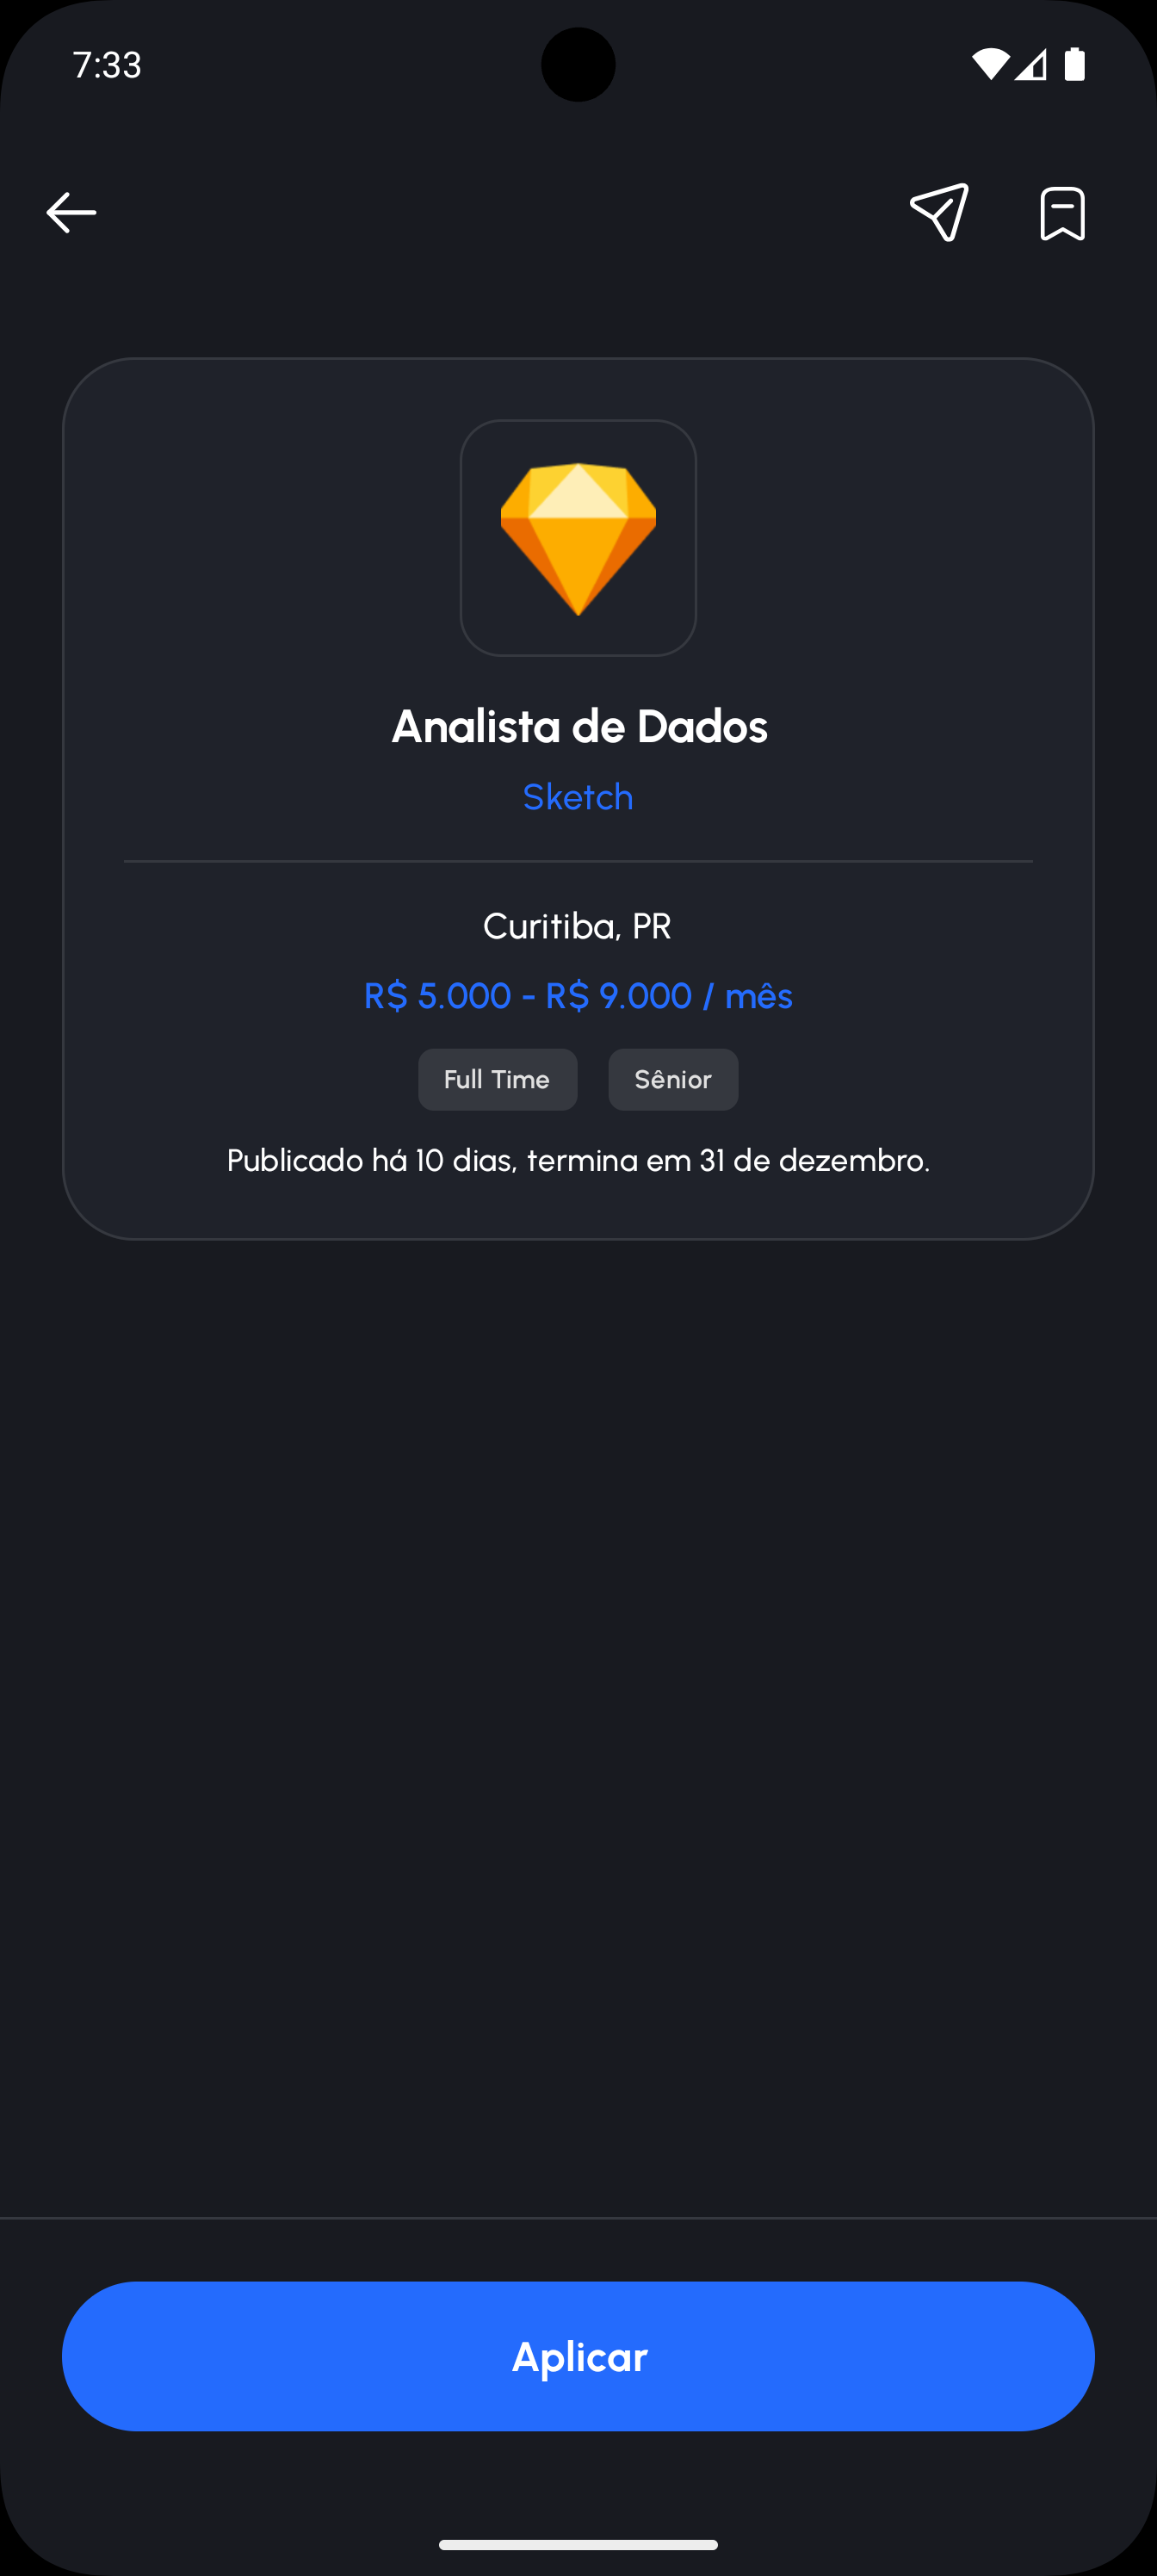 7:33
Analista de Dados
Sketch
Curitiba, PR
R$ 5.000 - R$ 9.000 / mês
Full Time
Sênior
Publicado há 10 dias, termina em 31 de dezembro.
Aplicar